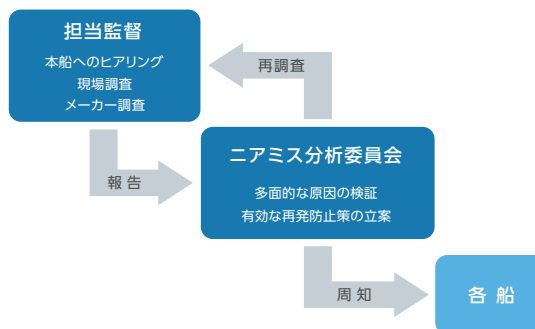 担当監督
本船へのヒアリング
現場調査
メーカー調査
再調査
報告
ニアミス分析委員会
多面的な原因の検証
有効な再発防止策の立案
周知
各船